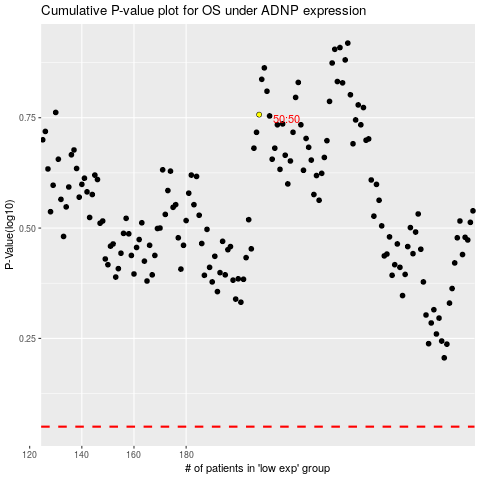 Cumulative P-value plot for OS under ADNP expression
P-Value(log10)
0.75
0.50
0.25
50:50
120 140 160 180
# of patients in 'low exp' group